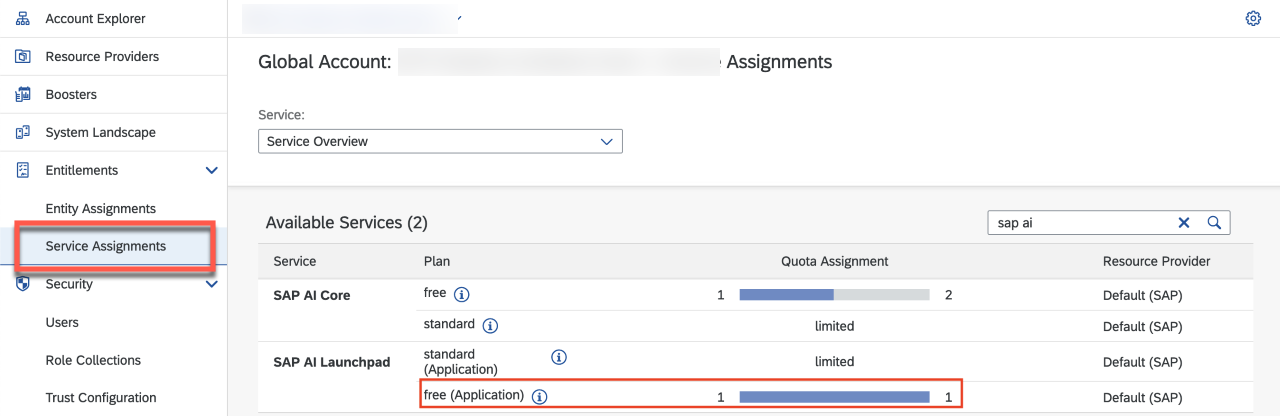 Account Explorer
Resource Providers
Boosters
System Landscape
Entitlements
Entity Assignments
Service Assignments
Security
Users
Role Collections
Trust Configuration
Global Account: Assignments
Service:
Service Overview
Available Services (2)
sap ai
Service Plan Quota Assignment Resource Provider
SAP AI Core free 1 2 Default (SAP)
standard limited Default (SAP)
SAP AI Launchpad standard (Application) limited Default (SAP)
free (Application) 1 1 Default (SAP)